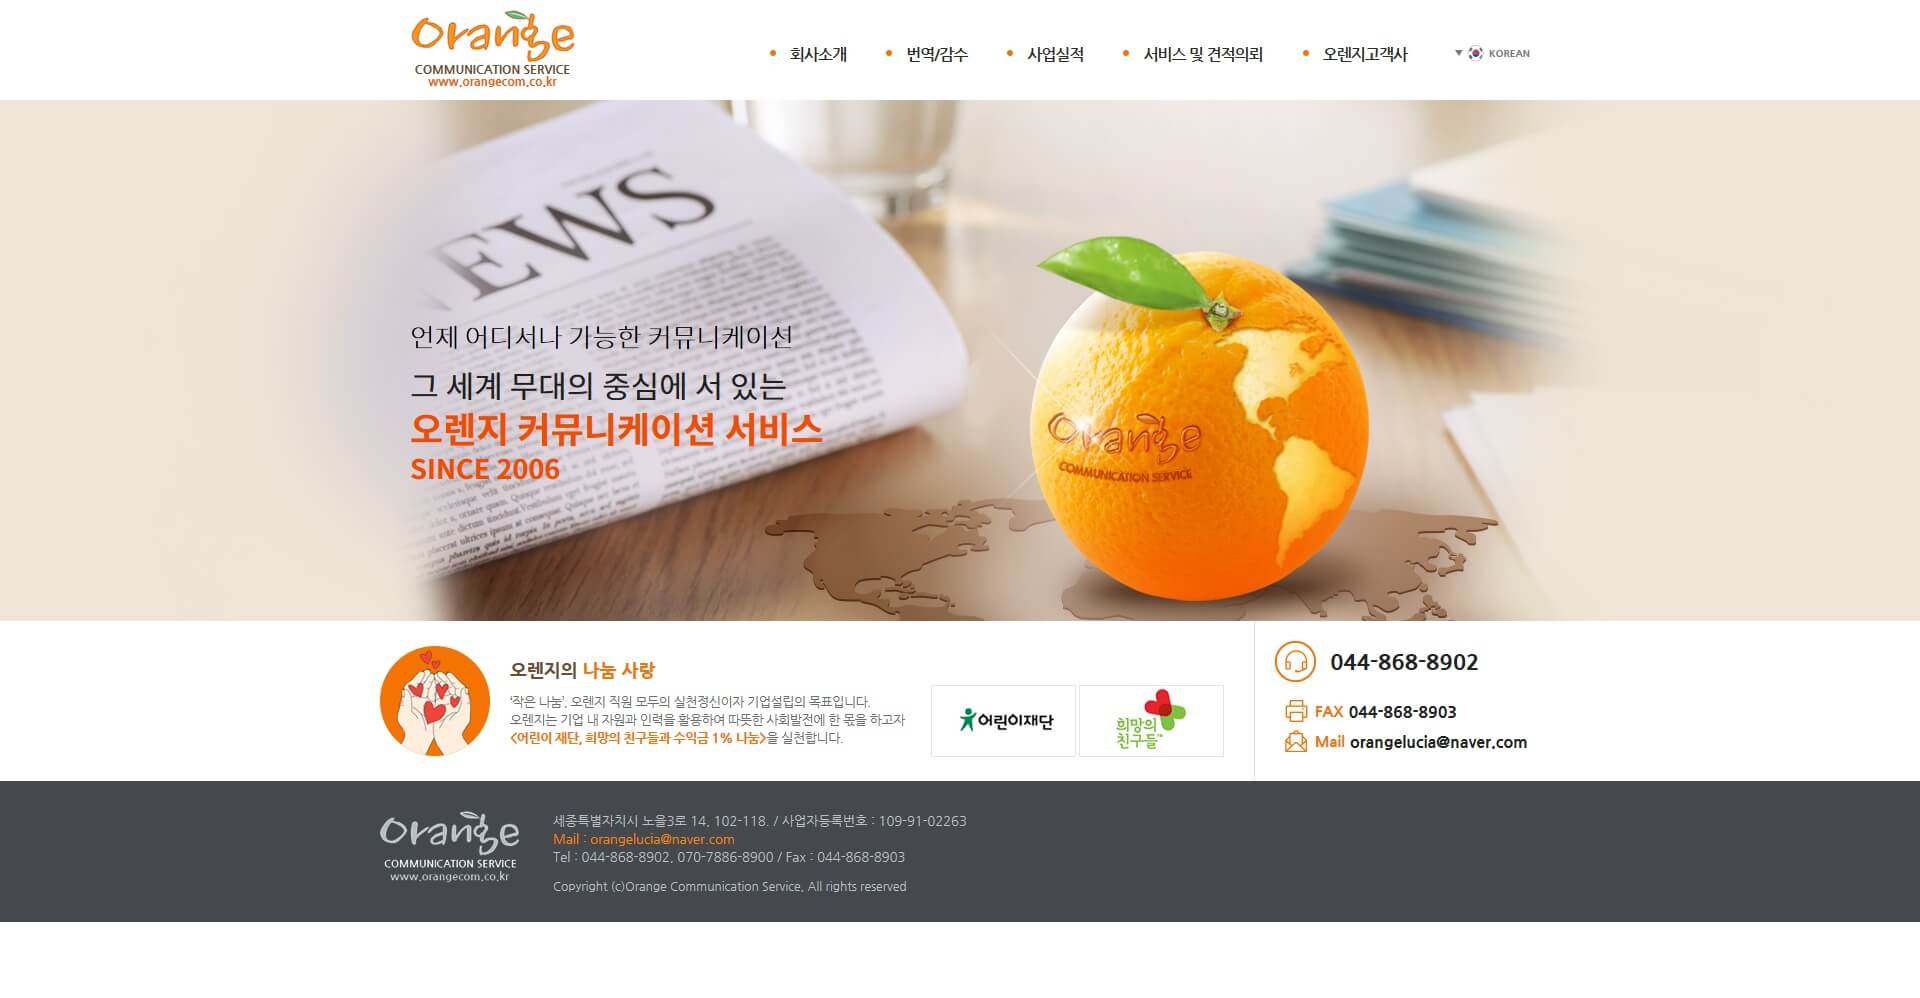 orange
COMMUNICATION SERVICE
www.orangecom.co.kr
회사소개
번역/감수
사업실적
서비스 및 견적의뢰
오렌지고객사
KOREAN
EWS
언제 어디서나 가능한 커뮤니케이션
그 세계 무대의 중심에 서 있는
오렌지 커뮤니케이션 서비스
SINCE 2006
orange
COMMUNICATION SERVICE
오렌지의 나눔 사랑
'작은 나눔'. 오렌지 직원 모두의 실천정신이자 기업설립의 목표입니다.
오렌지는 기업 내 자원과 인력을 활용하여 따뜻한 사회발전에 한 몫을 하고자
<어린이 재단, 희망의 친구들과 수익금 1% 나눔>을 실천합니다.
어린이재단
희망의
친구들™
044-868-8902
FAX 044-868-8903
Mail orangelucia@naver.com
orange
COMMUNICATION SERVICE
www.orangecom.co.kr
세종특별자치시 노을3로 14, 102-118. / 사업자등록번호 : 109-91-02263
Mail : orangelucia@naver.com
Tel : 044-868-8902, 070-7886-8900 / Fax : 044-868-8903
Copyright (c)Orange Communication Service, All rights reserved